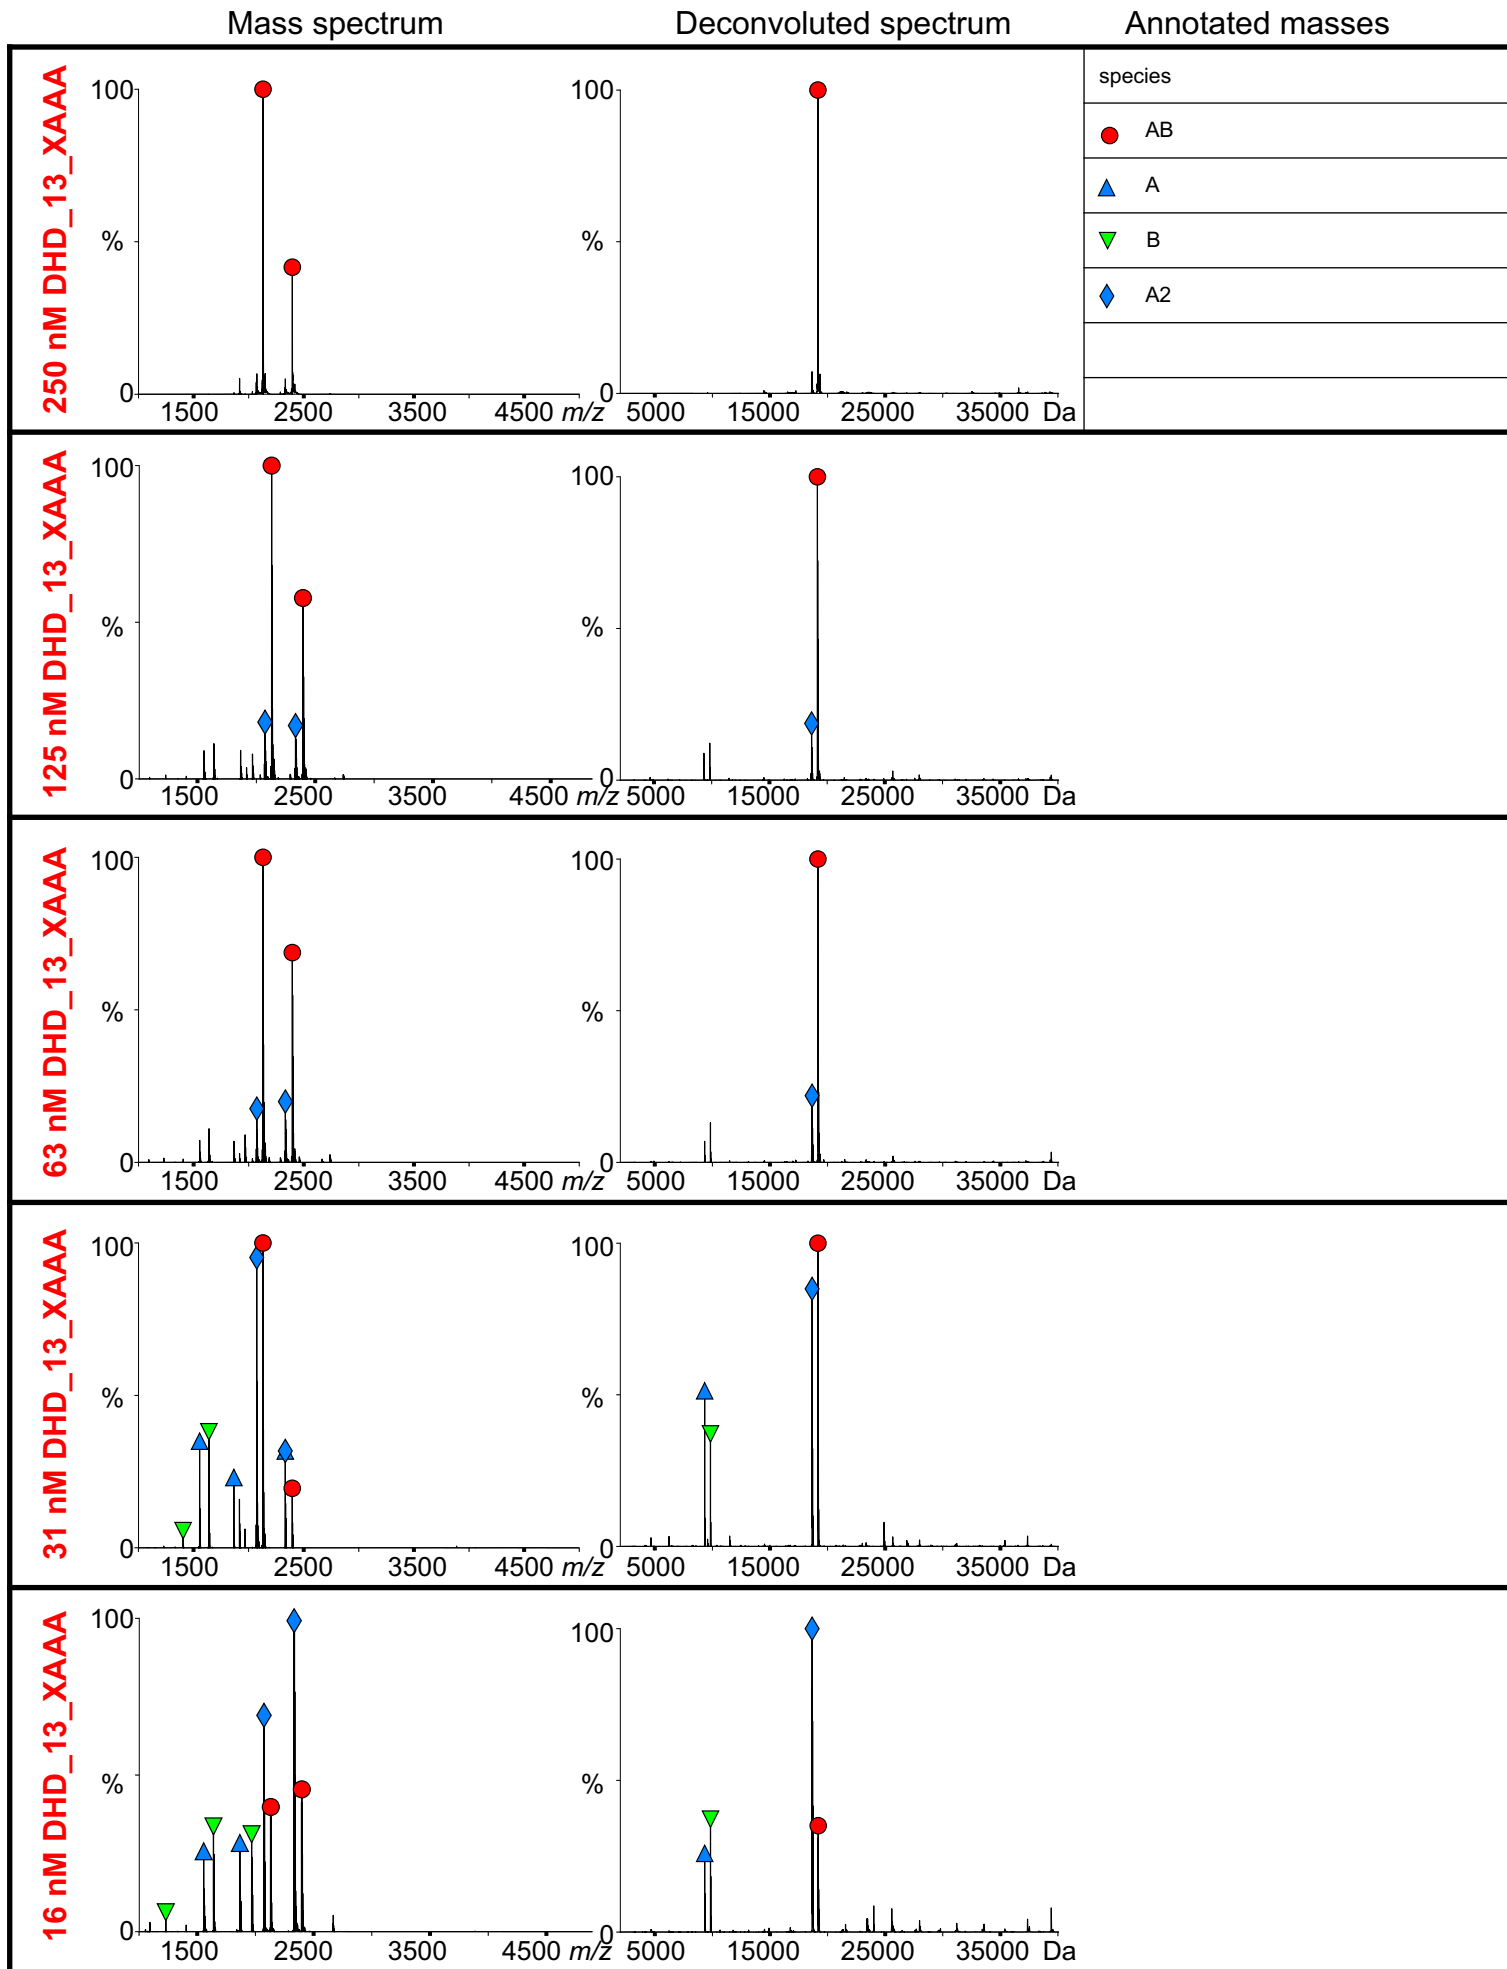 Mass spectrum Deconvoluted spectrum Annotated masses
250 nM DHD_13_XAAA
100
%
0
1500 2500 3500 4500 m/z
100
%
0
5000 15000 25000 35000 Da
species
AB
A
B
A2
125 nM DHD_13_XAAA
100
%
0
1500 2500 3500 4500 m/z
100
%
0
5000 15000 25000 35000 Da
63 nM DHD_13_XAAA
100
%
0
1500 2500 3500 4500 m/z
100
%
0
5000 15000 25000 35000 Da
31 nM DHD_13_XAAA
100
%
0
1500 2500 3500 4500 m/z
100
%
0
5000 15000 25000 35000 Da
16 nM DHD_13_XAAA
100
%
0
1500 2500 3500 4500 m/z
100
%
0
5000 15000 25000 35000 Da